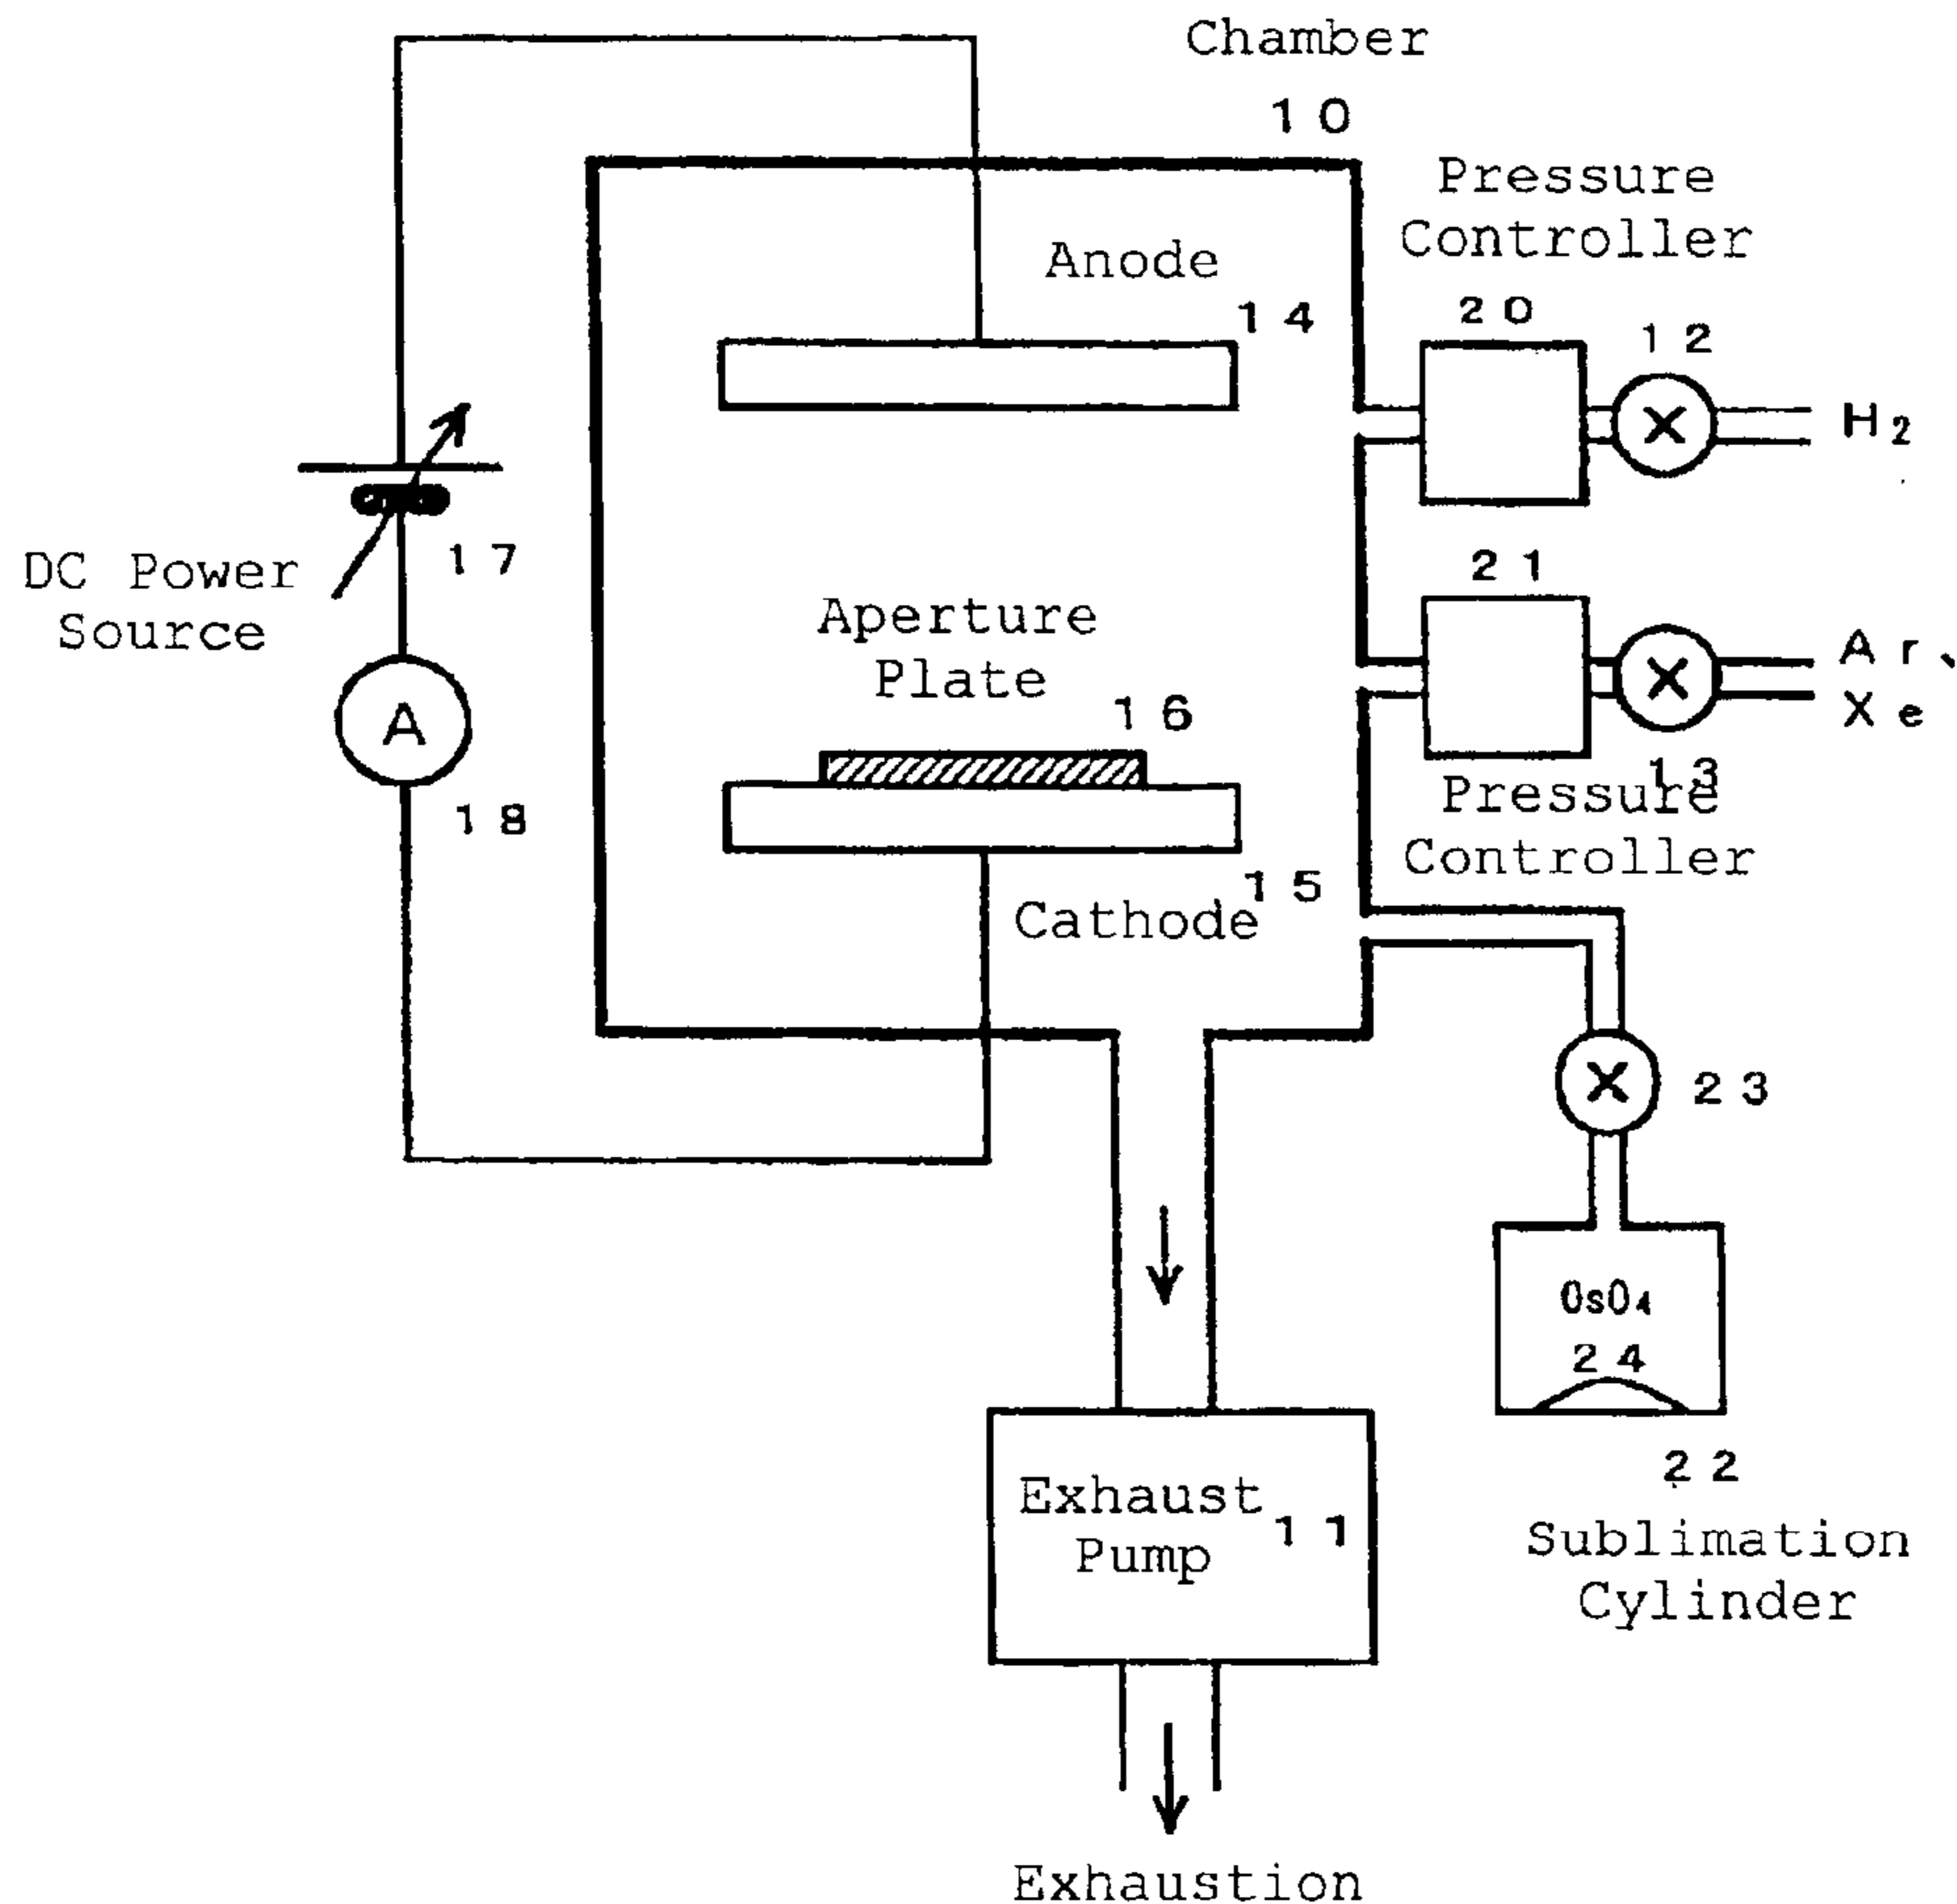 Chamber
10
Pressure
Controller
20
12
H₂
Anode
14
DC Power
Source
17
Aperture
Plate
16
21
Ar、
Xe
13
Pressure
Controller
A
18
15
Cathode
23
OsO₄
24
22
Sublimation
Cylinder
Exhaust
Pump
11
Exhaustion